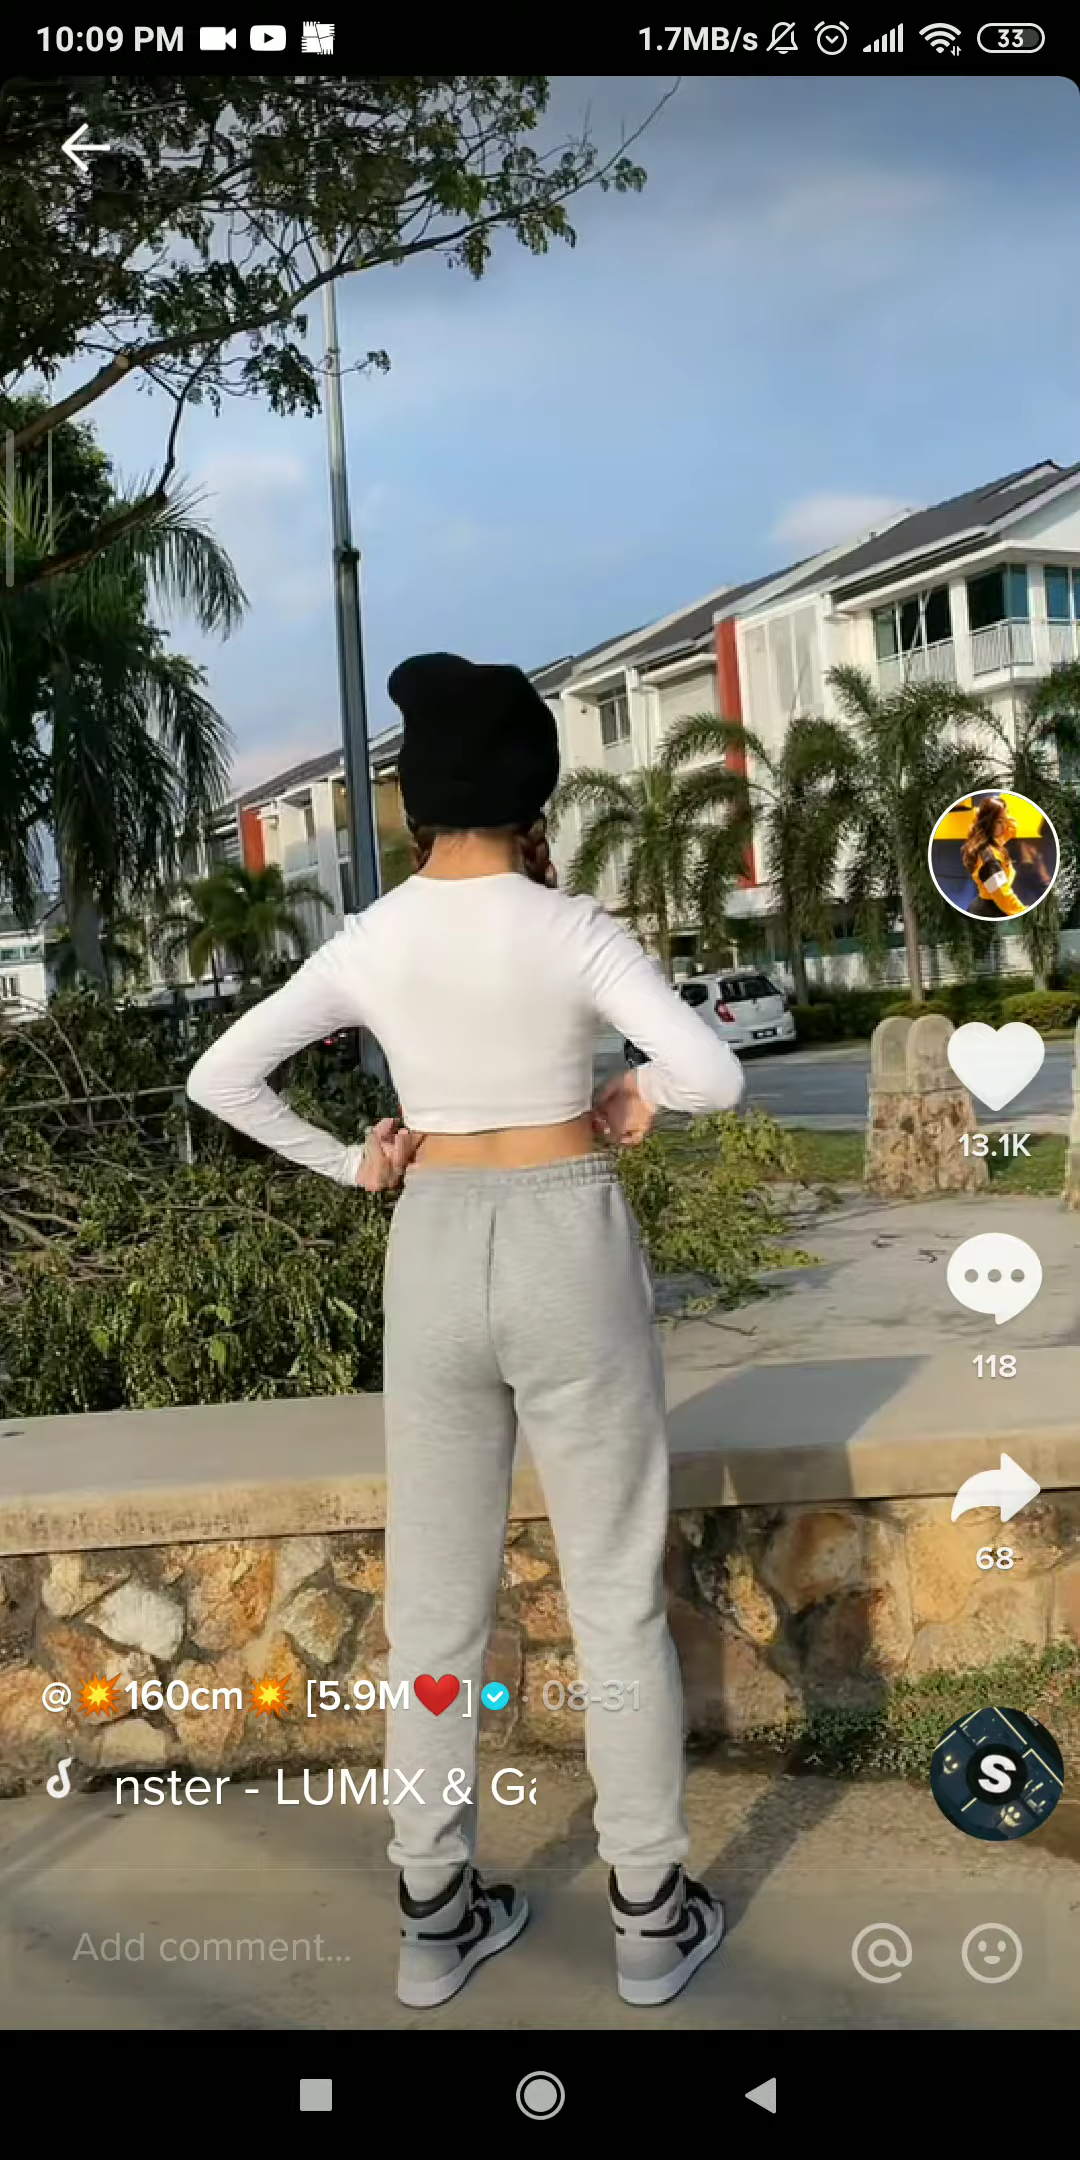 10:09 PM 1.7MB/s 33
13.1K
118
68
@💥160cm💥 [5.9M❤️] · 08-31
nster - LUM!X & Ga
S
Add comment...